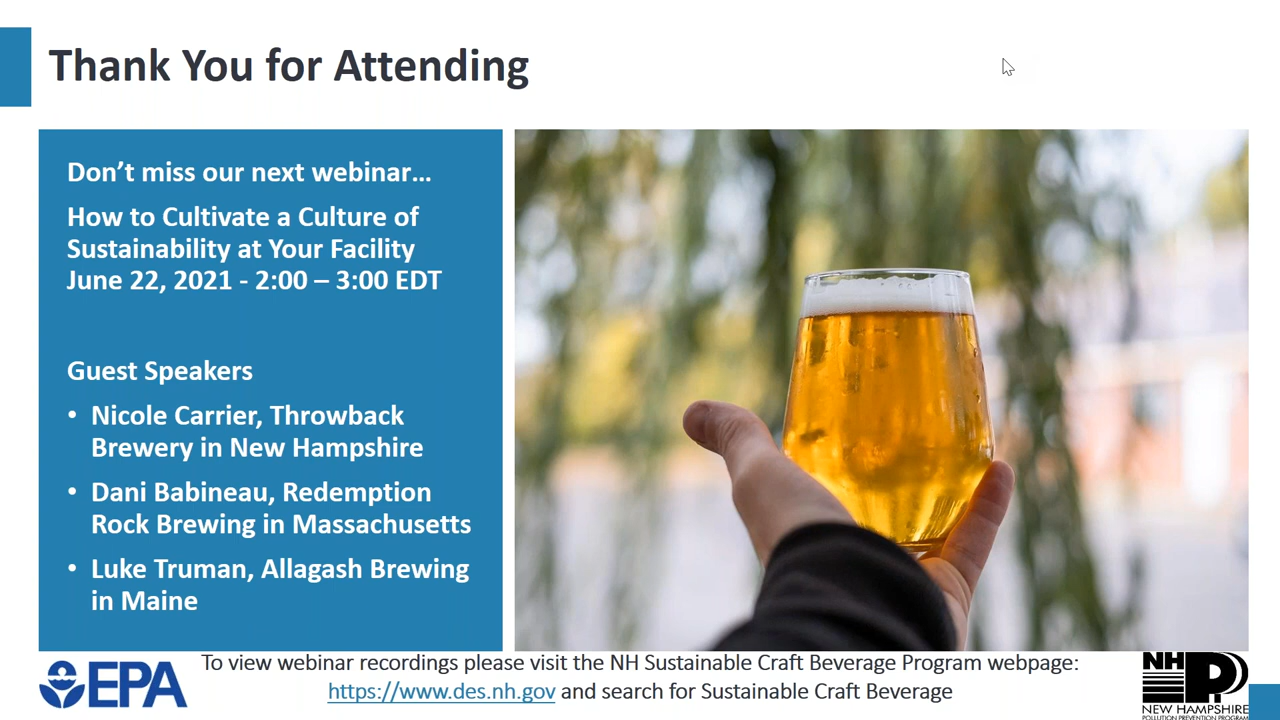 Thank You for Attending
Don’t miss our next webinar…
How to Cultivate a Culture of
Sustainability at Your Facility
June 22, 2021 - 2:00 – 3:00 EDT
Guest Speakers
• Nicole Carrier, Throwback
Brewery in New Hampshire
• Dani Babineau, Redemption
Rock Brewing in Massachusetts
• Luke Truman, Allagash Brewing
in Maine
EPA
To view webinar recordings please visit the NH Sustainable Craft Beverage Program webpage:
https://www.des.nh.gov and search for Sustainable Craft Beverage
NHPP
NEW HAMPSHIRE
POLLUTION PREVENTION PROGRAM